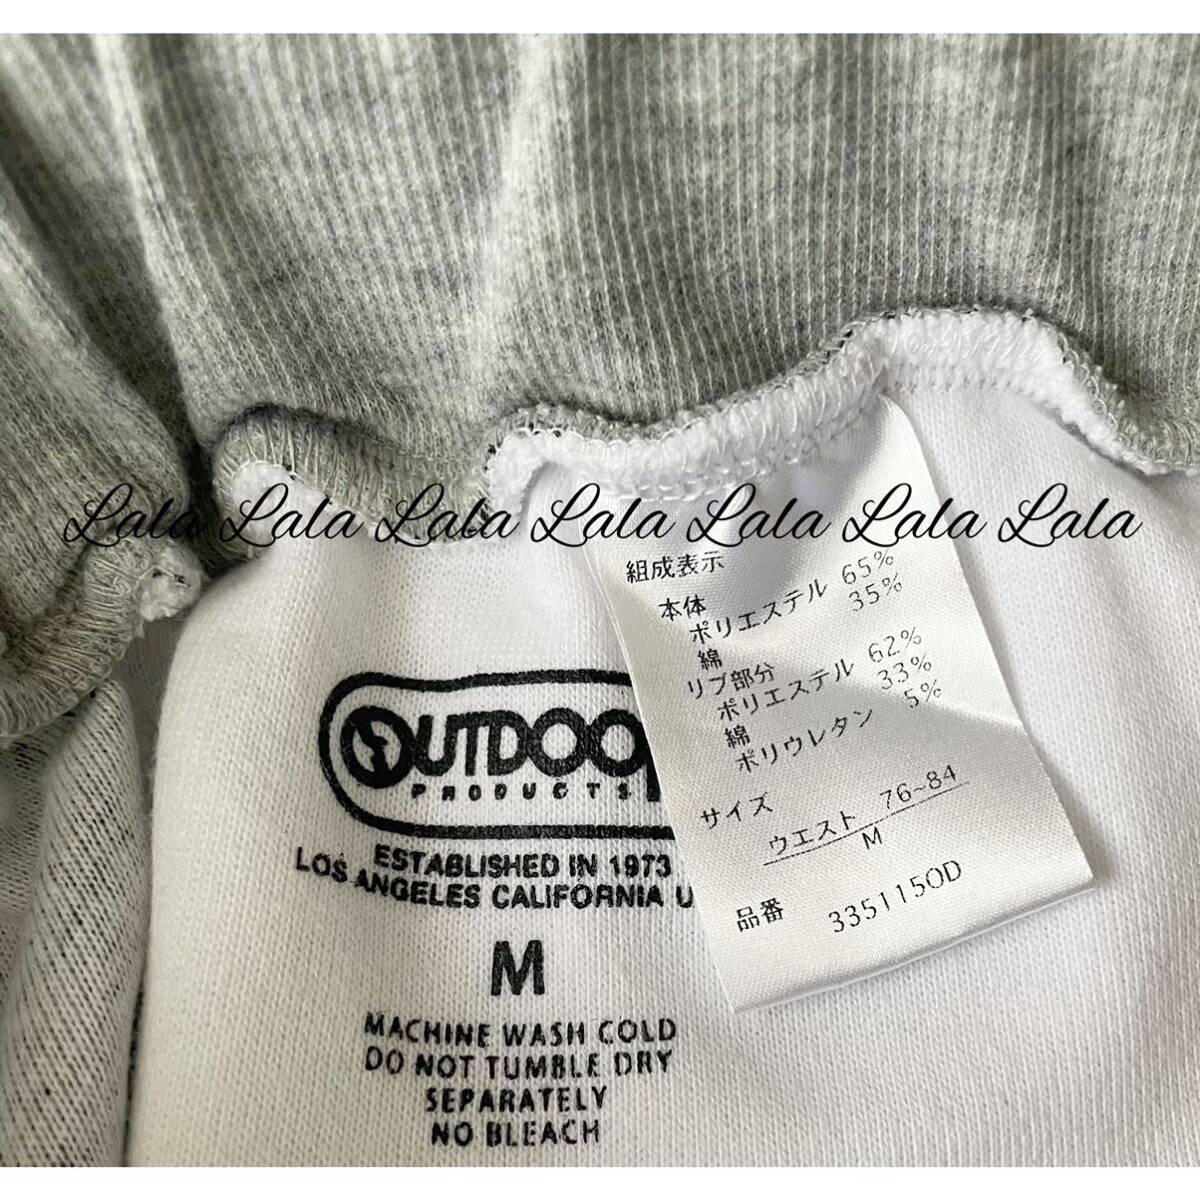 Lala Lala Lala Lala Lala Lala Lala
組成表示
本体
ポリエステル 65%
綿 35%
リブ部分
ポリエステル 62%
綿 33%
ポリウレタン 5%
サイズ
ウエスト 76~84
M
品番 3351150D
OUTDOO
PRODUCTS
ESTABLISHED IN 1973
LOS ANGELES CALIFORNIA U
M
MACHINE WASH COLD
DO NOT TUMBLE DRY
SEPARATELY
NO BLEACH